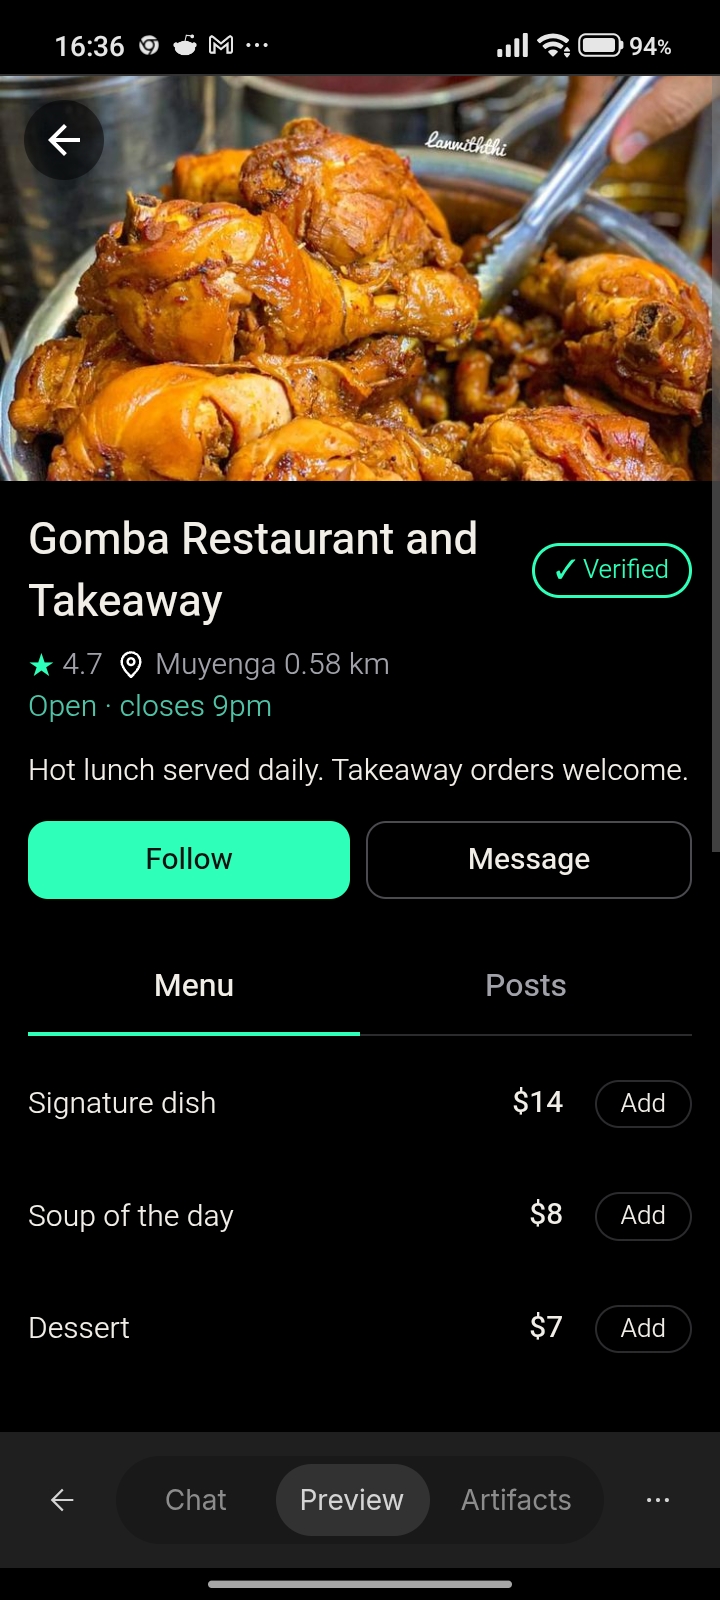 16:36
94%
Lanwiththi
Gomba Restaurant and
Takeaway
✓ Verified
★ 4.7 Muyenga 0.58 km
Open · closes 9pm
Hot lunch served daily. Takeaway orders welcome.
Follow
Message
Menu
Posts
Signature dish $14 Add
Soup of the day $8 Add
Dessert $7 Add
Chat
Preview
Artifacts